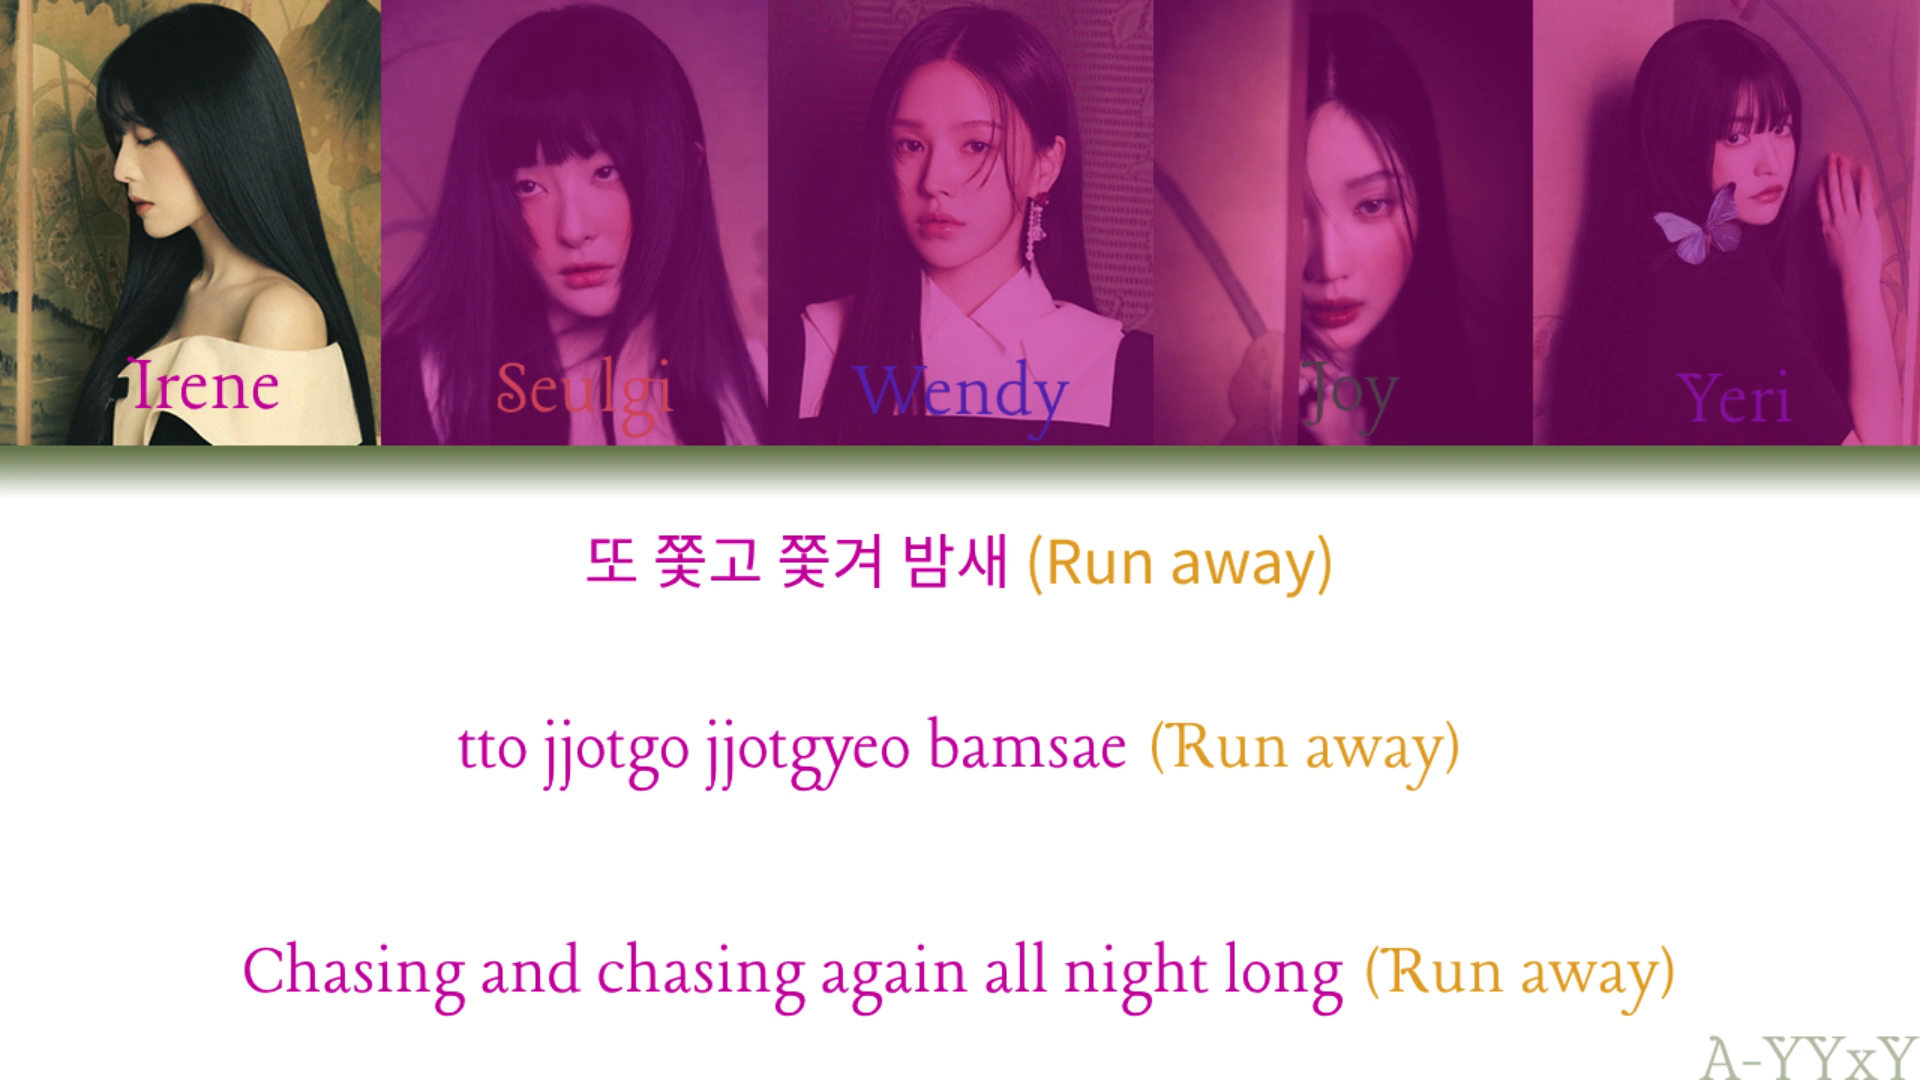 Irene
Seulgi
Wendy
Joy
Yeri
또 쫓고 쫓겨 밤새 (Run away)
tto jjotgo jjotgyeo bamsae (Run away)
Chasing and chasing again all night long (Run away)
A-YYxY